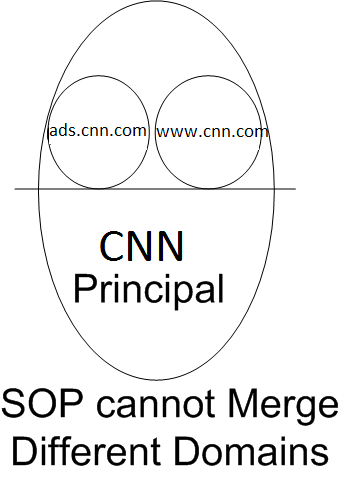 ads.cnn.com
www.cnn.com
CNN
Principal
SOP cannot Merge
Different Domains